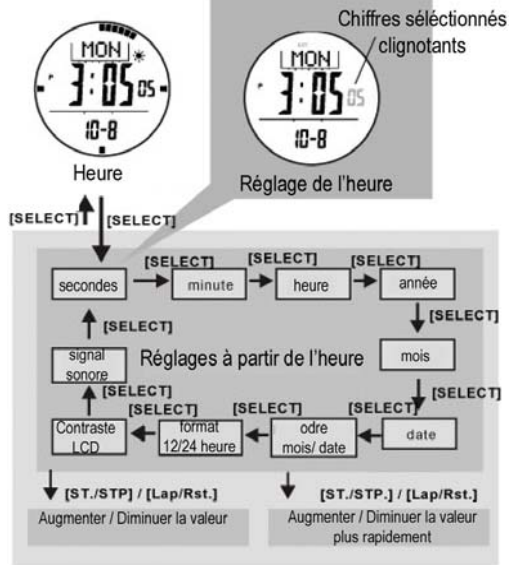 Chiffres séléctionnés
clignotants
MON
P 3:05 05
10-8
Heure
MON
P 3:05 05
10-8
Réglage de l'heure
[SELECT] [SELECT]
secondes [SELECT] minute [SELECT] heure [SELECT] année
[SELECT] [SELECT]
signal
sonore
Réglages à partir de l'heure
mois
[SELECT] [SELECT] [SELECT] [SELECT] [SELECT]
Contraste
LCD
format
12/24 heure
odre
mois/ date
date
[ST./STP] / [Lap/Rst.] [ST./STP.] / [Lap/Rst.]
Augmenter / Diminuer la valeur
Augmenter / Diminuer la valeur
plus rapidement